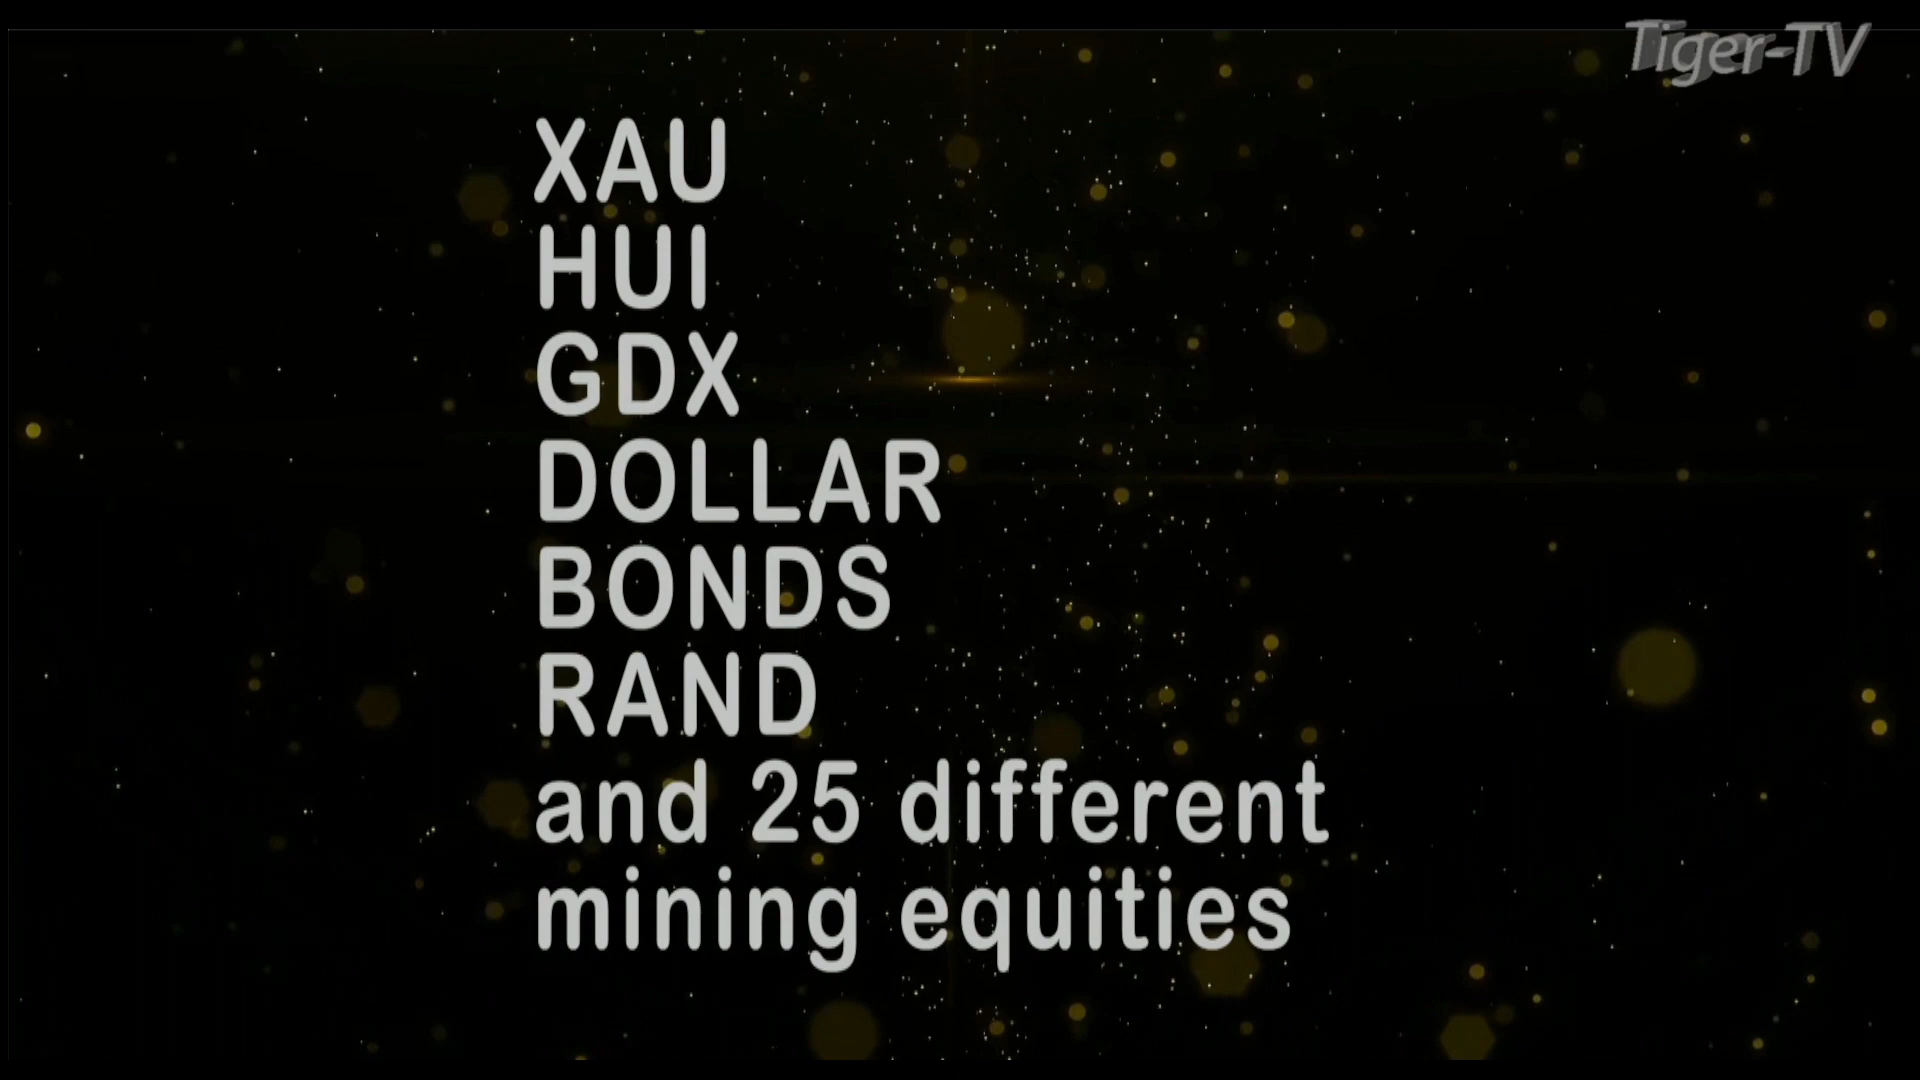 Tiger-TV
XAU
HUI
GDX
DOLLAR
BONDS
RAND
and 25 different
mining equities